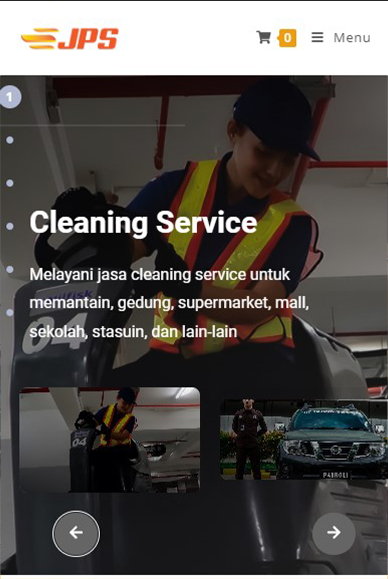 JPS
0
Menu
1
Cleaning Service
Melayani jasa cleaning service untuk
memantain, gedung, supermarket, mall,
sekolah, stasuin, dan lain-lain
04
04
PATROLI